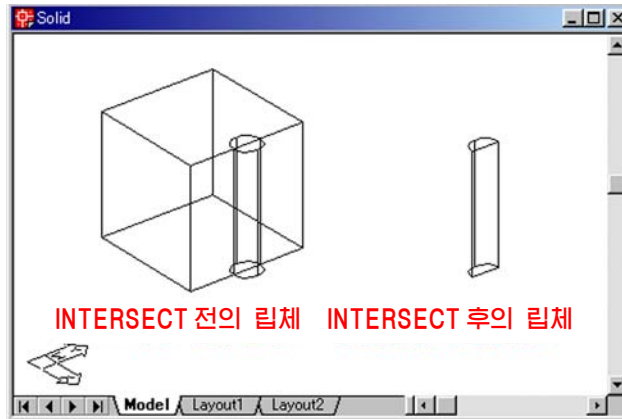 Solid
INTERSECT 전의 립체 INTERSECT 후의 립체
Model Layout1 Layout2